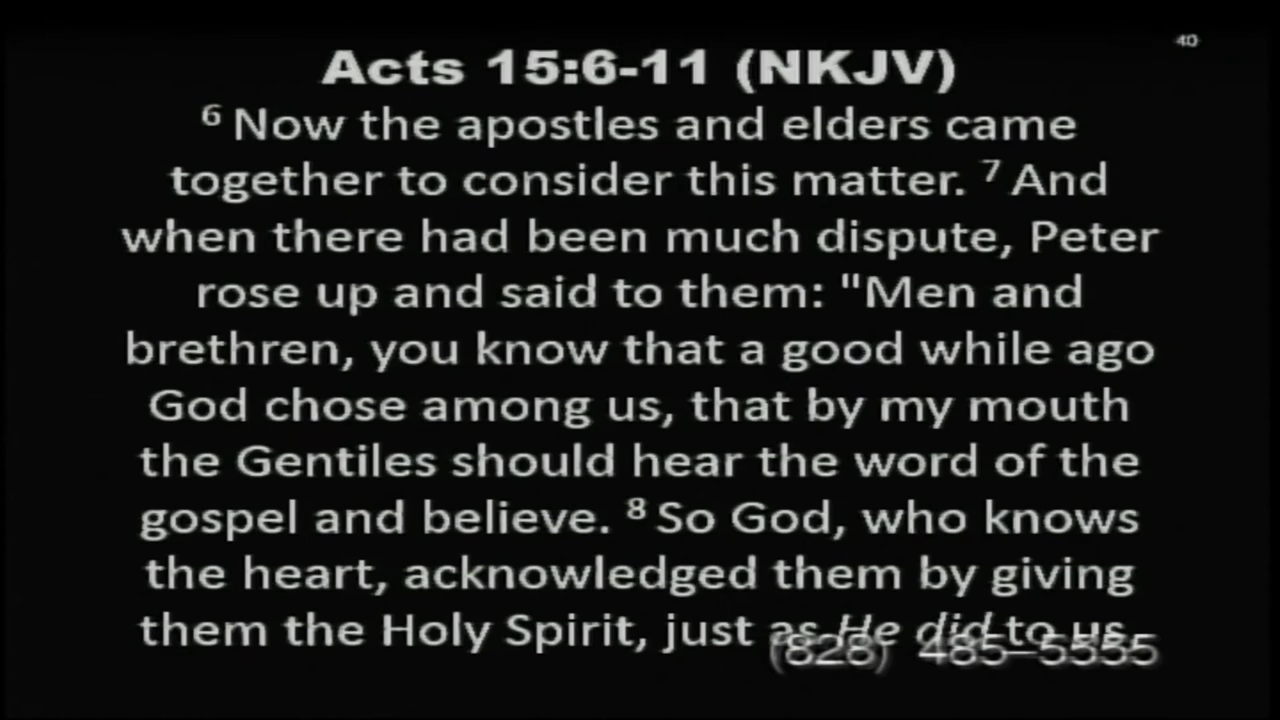 40
Acts 15:6-11 (NKJV)
⁶ Now the apostles and elders came
together to consider this matter. ⁷ And
when there had been much dispute, Peter
rose up and said to them: "Men and
brethren, you know that a good while ago
God chose among us, that by my mouth
the Gentiles should hear the word of the
gospel and believe. ⁸ So God, who knows
the heart, acknowledged them by giving
them the Holy Spirit, just as He did to us,
(828) 485-5555